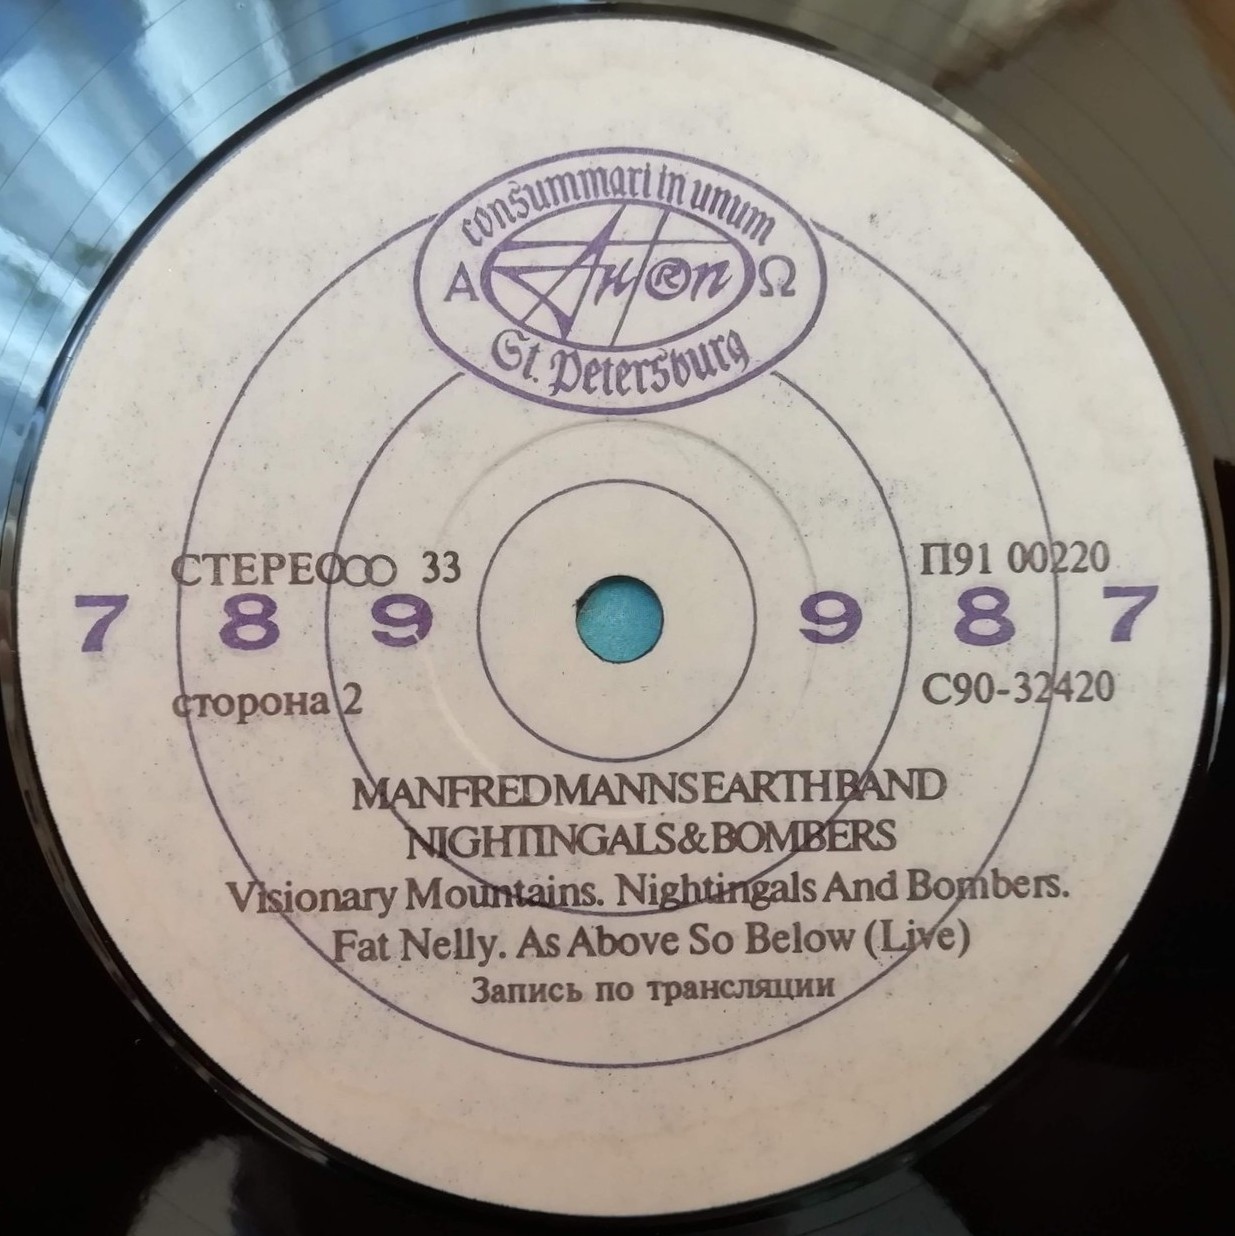 consummari in unum
Α Антоп Ω
St. Petersburg
СТЕРЕО 33
П91 00220
7 8 9 9 8 7
сторона 2
С90-32420
MANFRED MANNS EARTH BAND
NIGHTINGALS & BOMBERS
Visionary Mountains. Nightingals And Bombers.
Fat Nelly. As Above So Below (Live)
Запись по трансляции